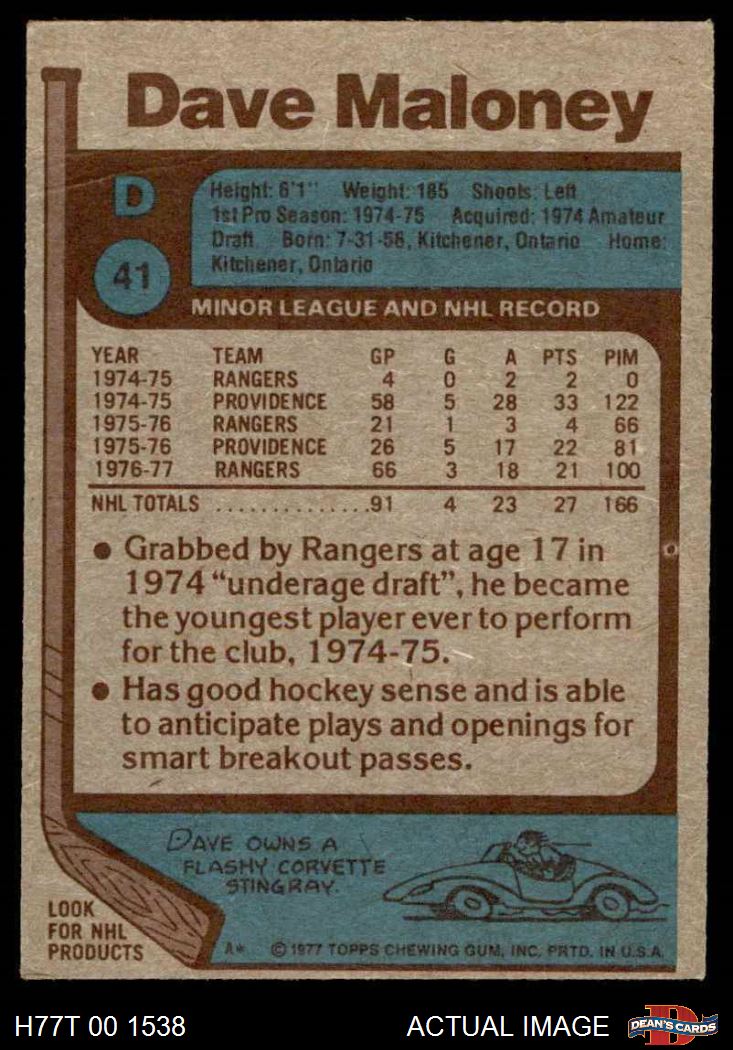 Dave Maloney
D
41
Height: 6'1" Weight: 185 Shoots: Left
1st Pro Season: 1974-75 Acquired: 1974 Amateur
Draft Born: 7-31-56, Kitchener, Ontario Home:
Kitchener, Ontario
MINOR LEAGUE AND NHL RECORD
YEAR TEAM GP G A PTS PIM
1974-75 RANGERS 4 0 2 2 0
1974-75 PROVIDENCE 58 5 28 33 122
1975-76 RANGERS 21 1 3 4 66
1975-76 PROVIDENCE 26 5 17 22 81
1976-77 RANGERS 66 3 18 21 100
NHL TOTALS ..............91 4 23 27 166
● Grabbed by Rangers at age 17 in
1974 "underage draft", he became
the youngest player ever to perform
for the club, 1974-75.
● Has good hockey sense and is able
to anticipate plays and openings for
smart breakout passes.
DAVE OWNS A
FLASHY CORVETTE
STINGRAY.
LOOK
FOR NHL
PRODUCTS
A* © 1977 TOPPS CHEWING GUM, INC. PRTD. IN U.S.A.
H77T 00 1538 ACTUAL IMAGE D DEAN'S CARDS